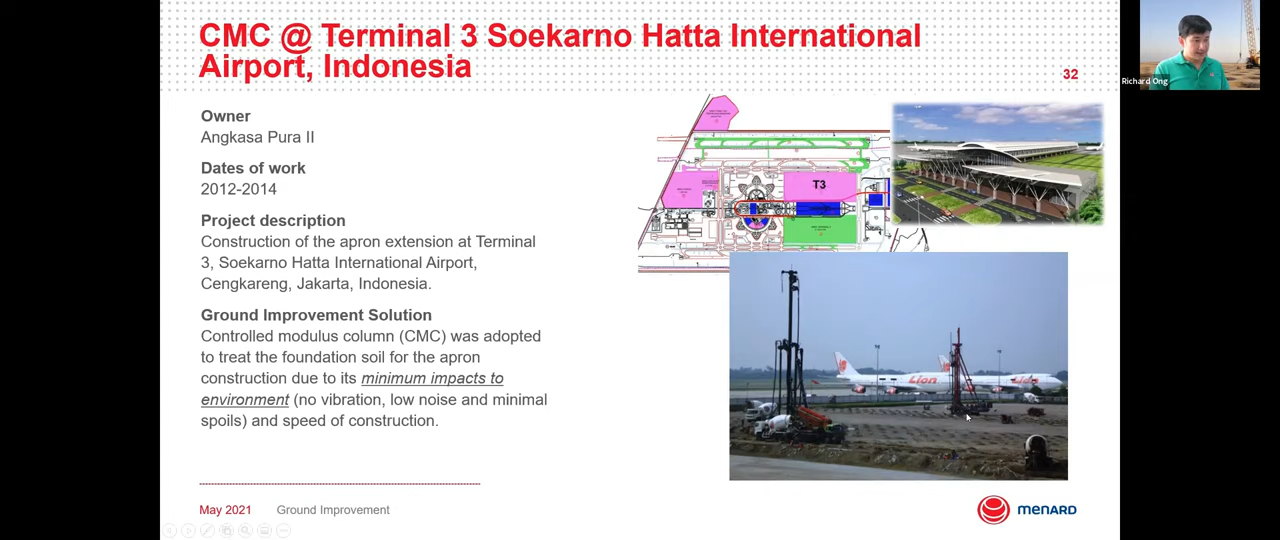 CMC @ Terminal 3 Soekarno Hatta International
Airport, Indonesia
32
Richard Ong
Owner
Angkasa Pura II
Dates of work
2012-2014
Project description
Construction of the apron extension at Terminal
3, Soekarno Hatta International Airport,
Cengkareng, Jakarta, Indonesia.
Ground Improvement Solution
Controlled modulus column (CMC) was adopted
to treat the foundation soil for the apron
construction due to its minimum impacts to
environment (no vibration, low noise and minimal
spoils) and speed of construction.
T3
Lion
May 2021
Ground Improvement
MENARD